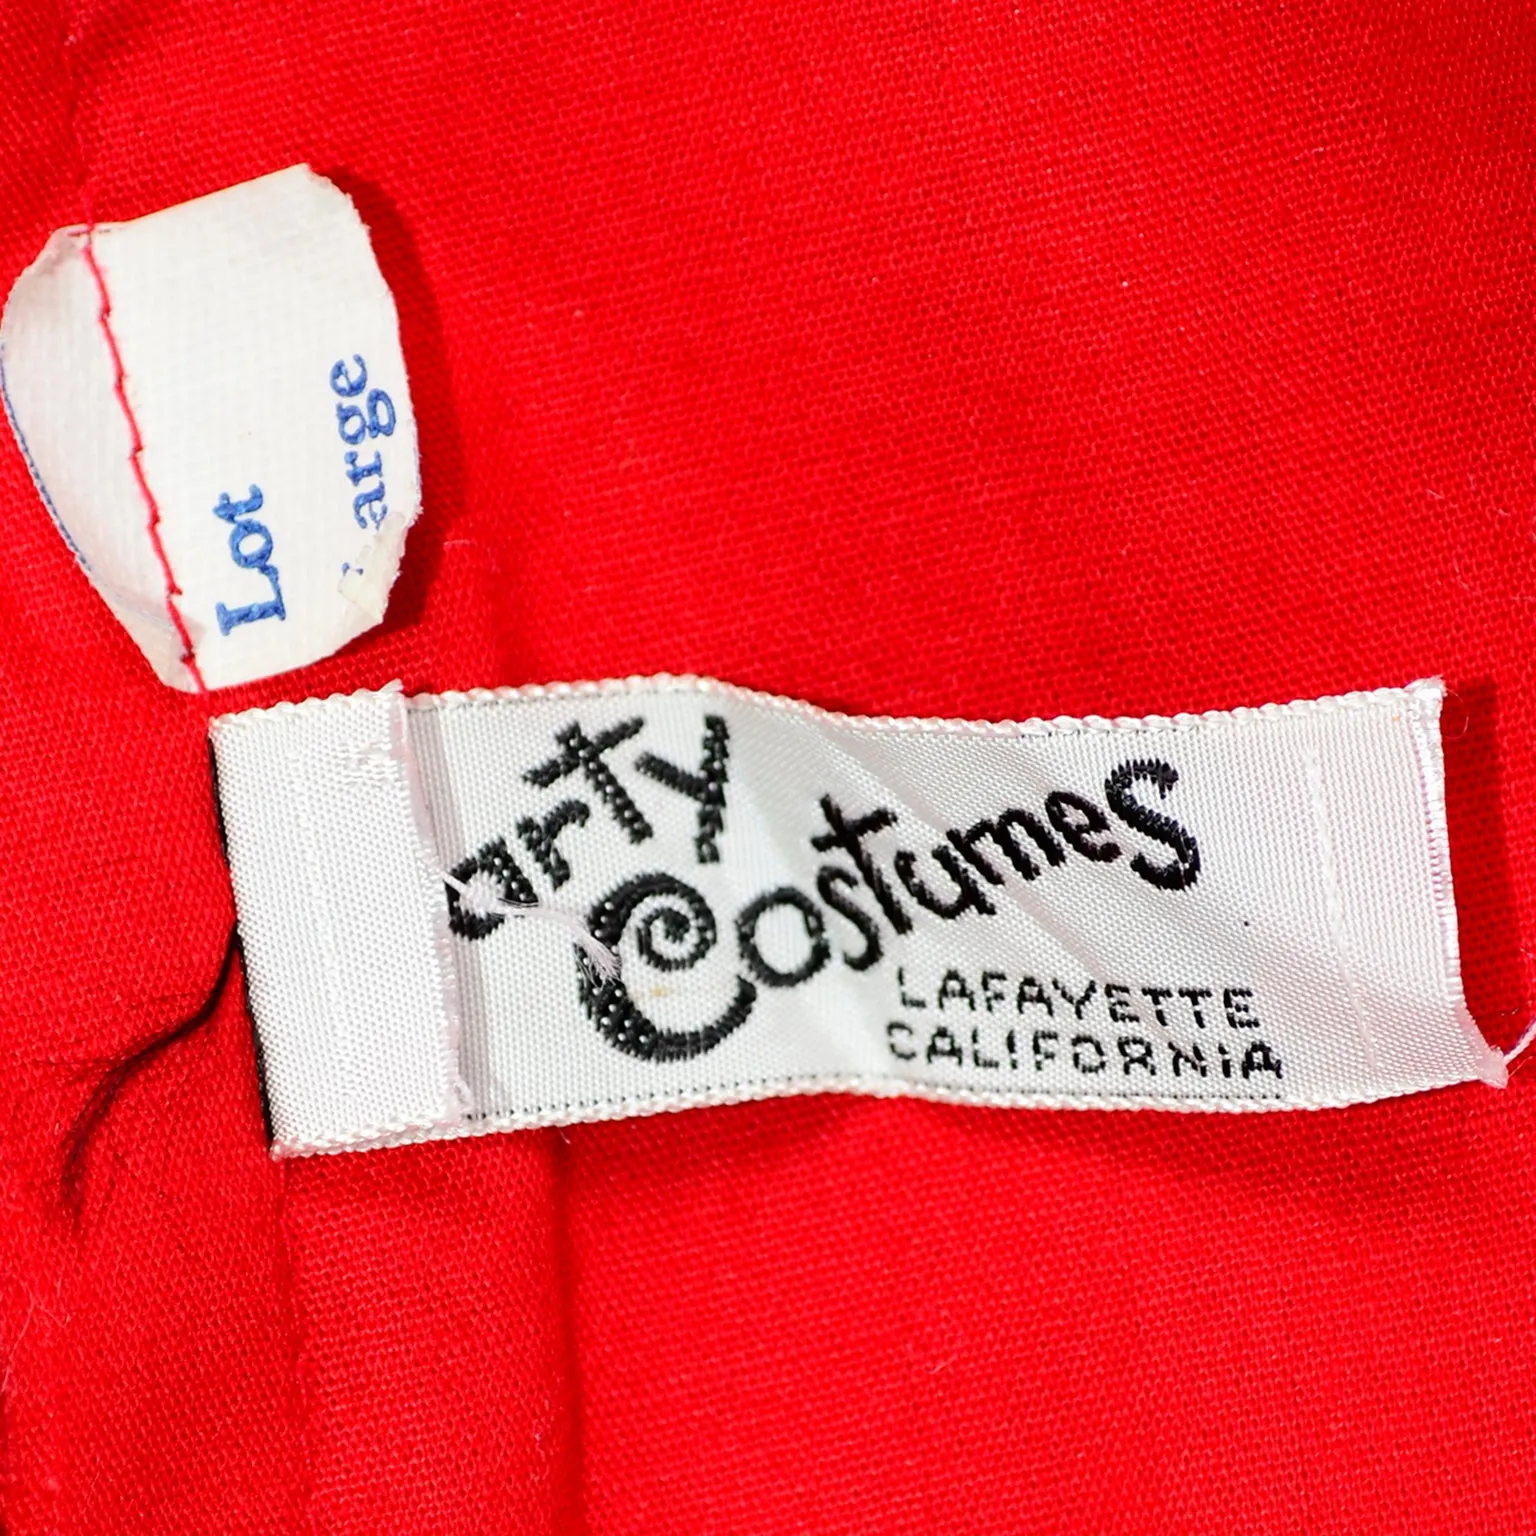 Lot
arge
arty
Costumes
LAFAYETTE
CALIFORNIA